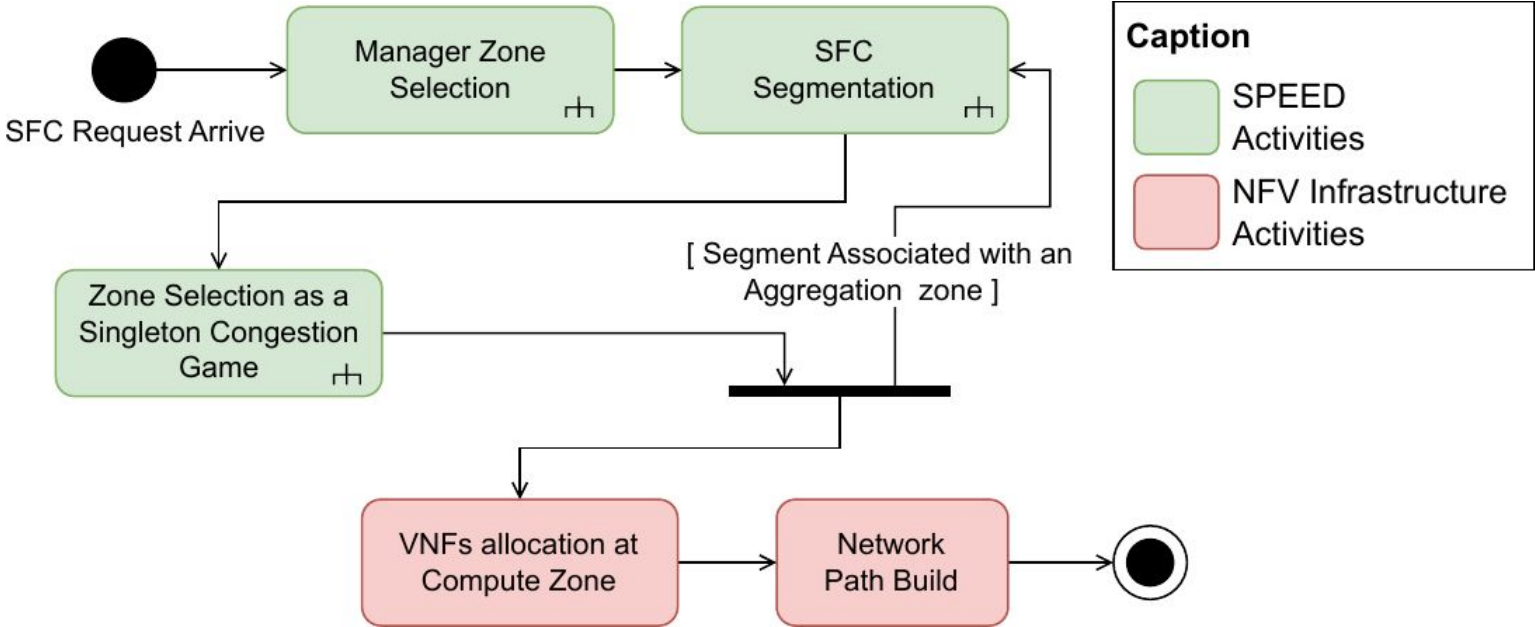 Manager Zone
Selection
SFC
Segmentation
SFC Request Arrive
Caption
SPEED
Activities
NFV Infrastructure
Activities
[ Segment Associated with an
Aggregation zone ]
Zone Selection as a
Singleton Congestion
Game
VNFs allocation at
Compute Zone
Network
Path Build